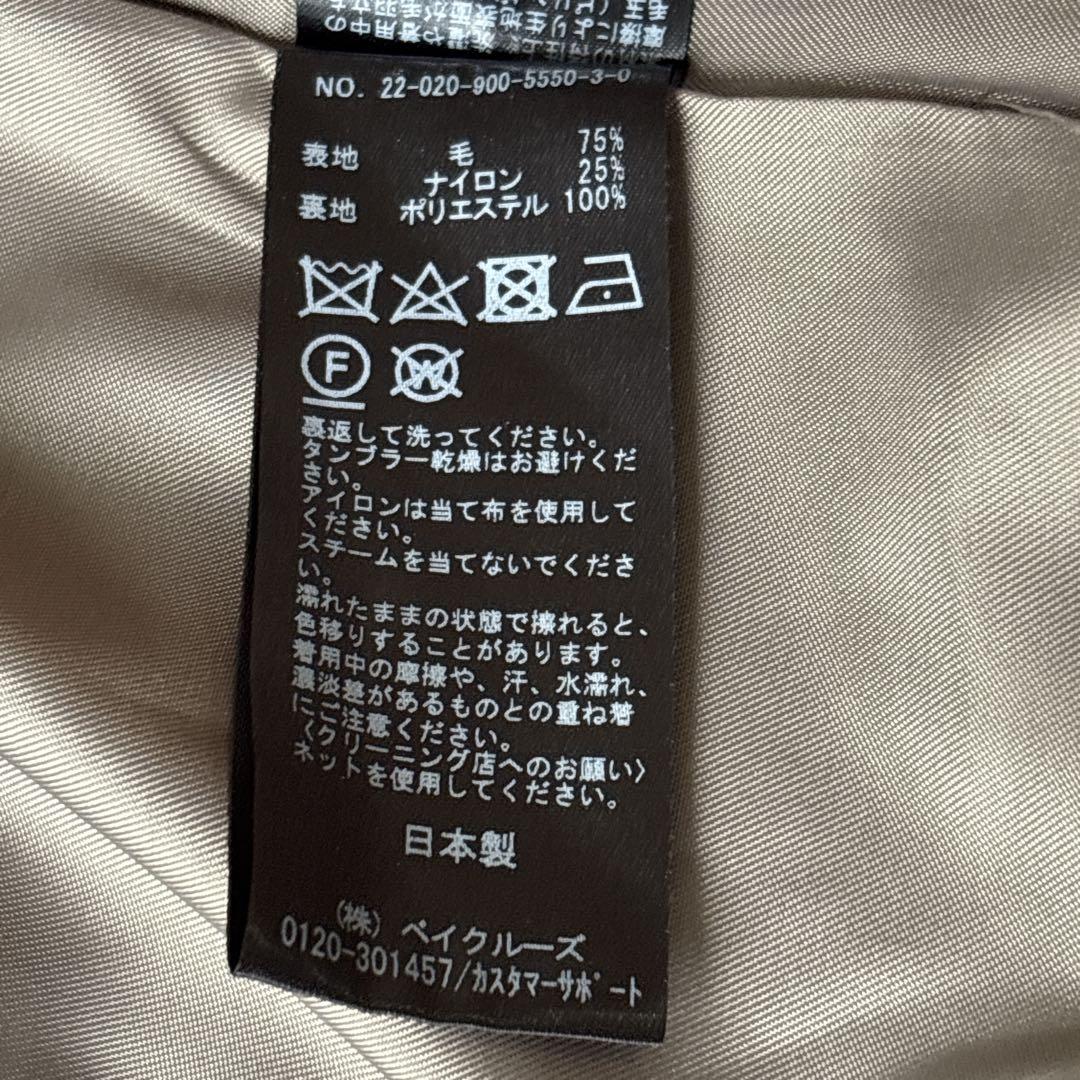 NO. 22-020-900-5550-3-0
表地 毛 75%
ナイロン 25%
裏地 ポリエステル 100%
F
W
裏返して洗ってください。
タンブラー乾燥はお避けくだ
さい。
アイロンは当て布を使用して
ください。
スチームを当てないでくださ
い。
濡れたままの状態で擦れると、
色移りすることがあります。
着用中の摩擦や、汗、水濡れ、
濃淡差があるものとの重ね着
にご注意ください。
〈クリーニング店へのお願い〉
ネットを使用してください。
日本製
(株) ベイクルーズ
0120-301457/カスタマーサポート